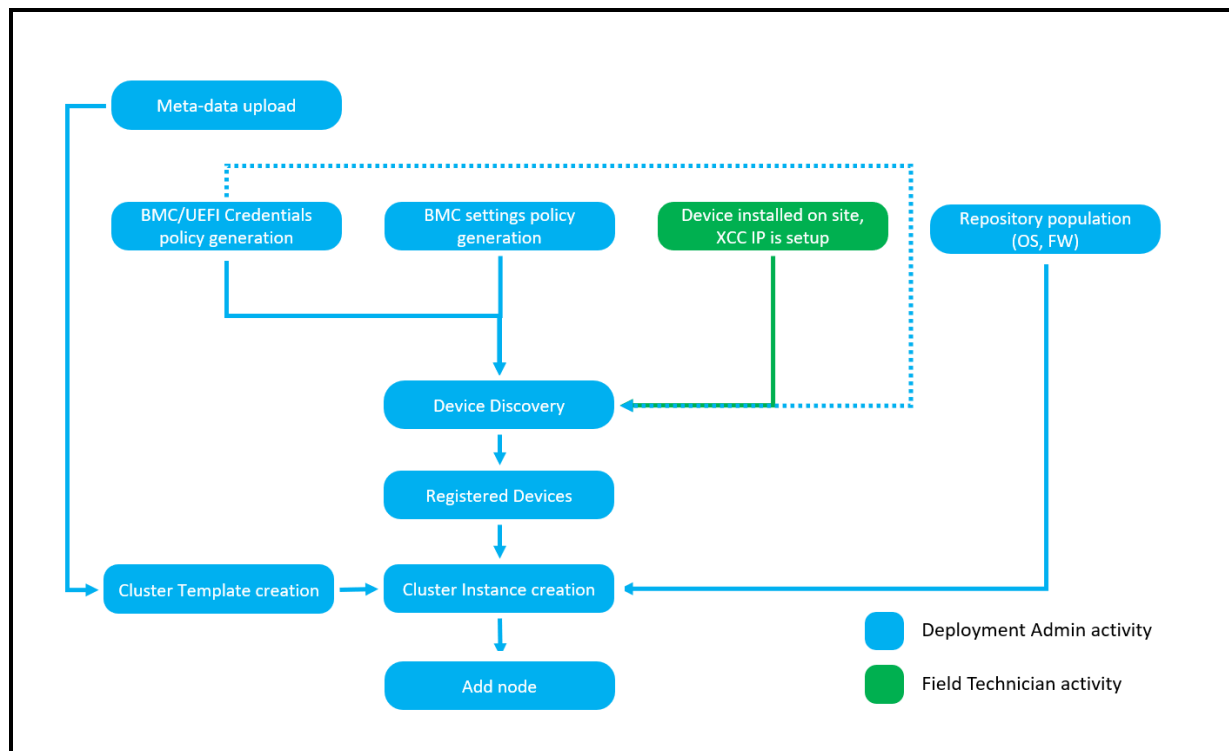 Meta-data upload
BMC/UEFI Credentials
policy generation
BMC settings policy
generation
Device installed on site,
XCC IP is setup
Repository population
(OS, FW)
Device Discovery
Registered Devices
Cluster Template creation
Cluster Instance creation
Deployment Admin activity
Add node
Field Technician activity